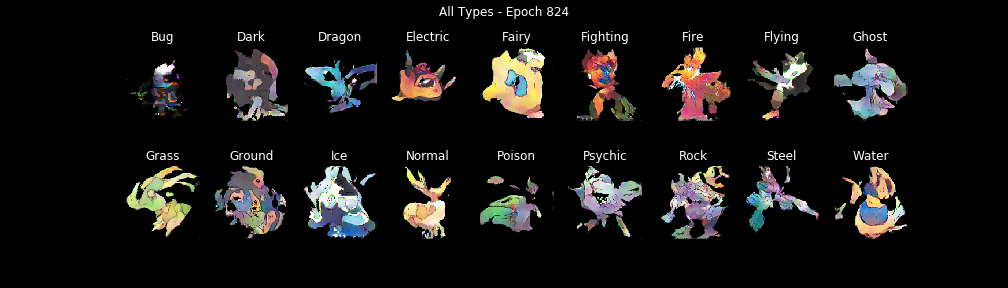 All Types - Epoch 824
Bug Dark Dragon Electric Fairy Fighting Fire Flying Ghost
Grass Ground Ice Normal Poison Psychic Rock Steel Water